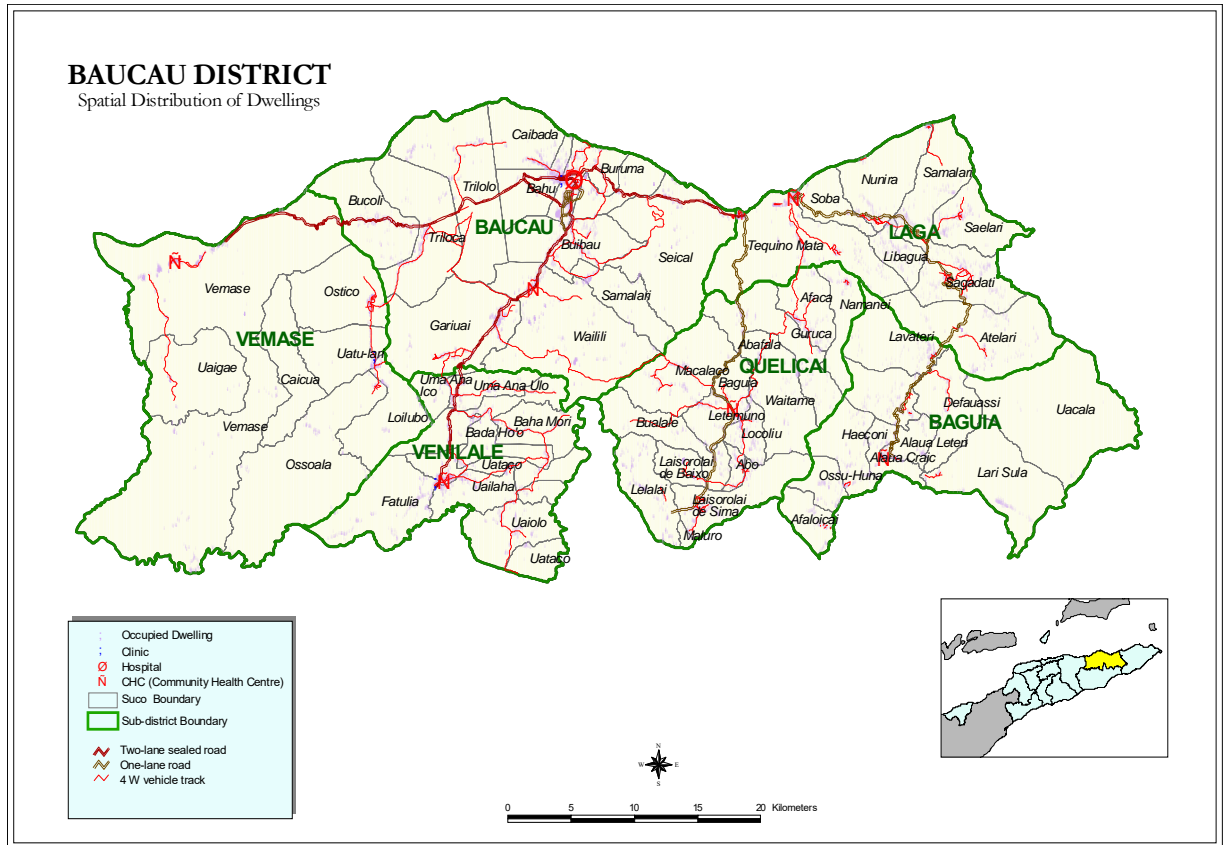 BAUCAU DISTRICT
Spatial Distribution of Dwellings
Caibada
Buruma
Bahu
Trilolo
Bucoli
BAUCAU
Triloca
Buibau
Seical
Samalari
Gariuai
Wailili
Soba
Nunira
Samalari
LAGA
Saelari
Tequino Mata
Libagua
Sagadati
Atelari
Vemase
Ostico
VEMASE
Uatu-lari
Uaigae
Caicua
Loilubo
Vemase
Ossoala
Ataca
Namanei
Guruca
Abafala
QUELICAI
Lavateri
Macalaco
Baguia
Waitame
Letemuno
Bualale
Locoliu
Laisorolai
de Baixo
Abo
Lelalai
Laisorolai
de Sima
Maluro
Uma Ana
Ico
Uma Ana-Ulo
Baha Mori
Bada Ho'o
VENILALE
Uataco
Uailaha
Fatulia
Uaiolo
Uataco
Defauassi
Uacala
BAGUIA
Haeconi
Alaua Leten
Alaua Craic
Ossu-Huna
Lari Sula
Afaloicai
Occupied Dwelling
Clinic
Ø Hospital
Ñ CHC (Community Health Centre)
Suco Boundary
Sub-district Boundary
Two-lane sealed road
One-lane road
4 W vehicle track
N
W E
S
0 5 10 15 20 Kilometers